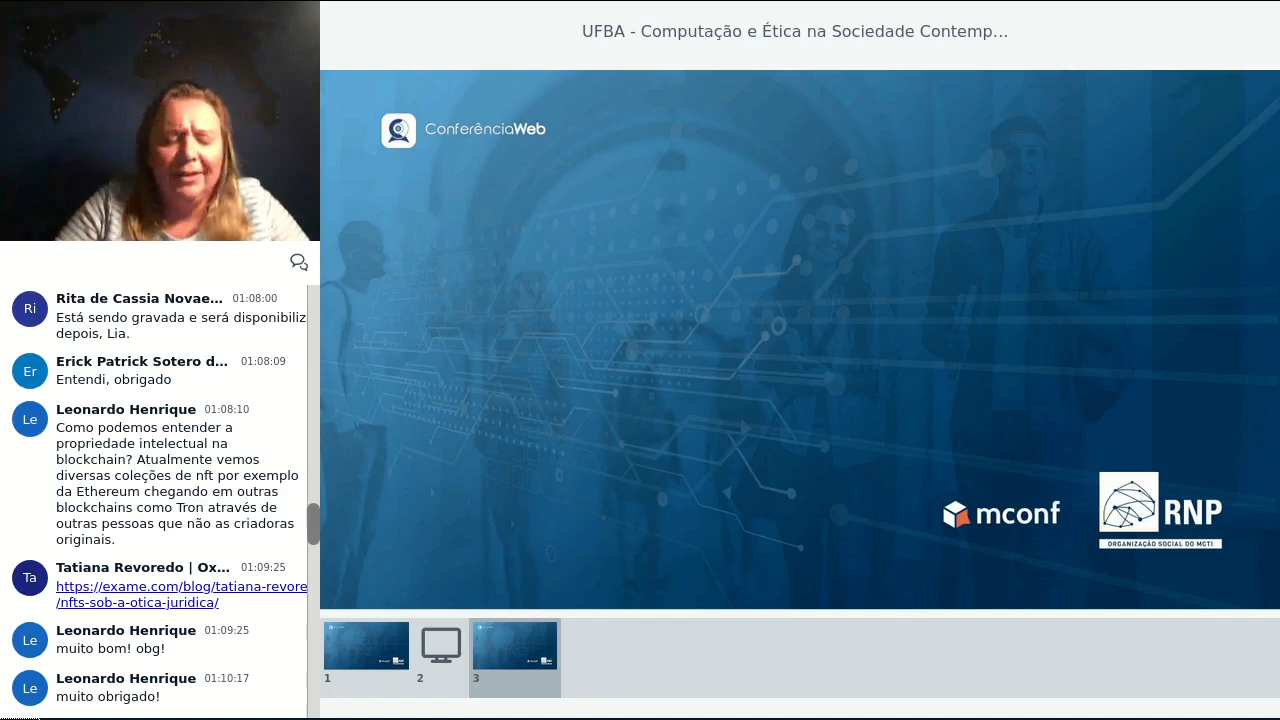 UFBA - Computação e Ética na Sociedade Contemp...
ConferênciaWeb
mconf
RNP
ORGANIZAÇÃO SOCIAL DO MCTI
Ri
Rita de Cassia Novae... 01:08:00
Está sendo gravada e será disponibiliz
depois, Lia.
Er
Erick Patrick Sotero d... 01:08:09
Entendi, obrigado
Le
Leonardo Henrique 01:08:10
Como podemos entender a
propriedade intelectual na
blockchain? Atualmente vemos
diversas coleções de nft por exemplo
da Ethereum chegando em outras
blockchains como Tron através de
outras pessoas que não as criadoras
originais.
Ta
Tatiana Revoredo | Ox... 01:09:25
https://exame.com/blog/tatiana-revore
/nfts-sob-a-otica-juridica/
Le
Leonardo Henrique 01:09:25
muito bom! obg!
Le
Leonardo Henrique 01:10:17
muito obrigado!
1
2
3